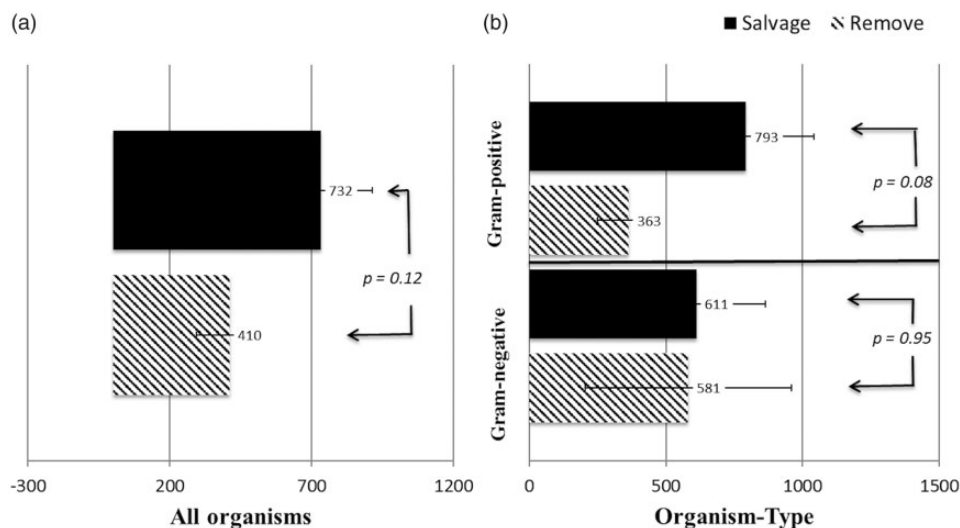 (a)
(b)
Salvage Remove
732
410
p = 0.12
-300 200 700 1200
All organisms
Gram-positive
793
363
p = 0.08
Gram-negative
611
581
p = 0.95
0 500 1000 1500
Organism-Type